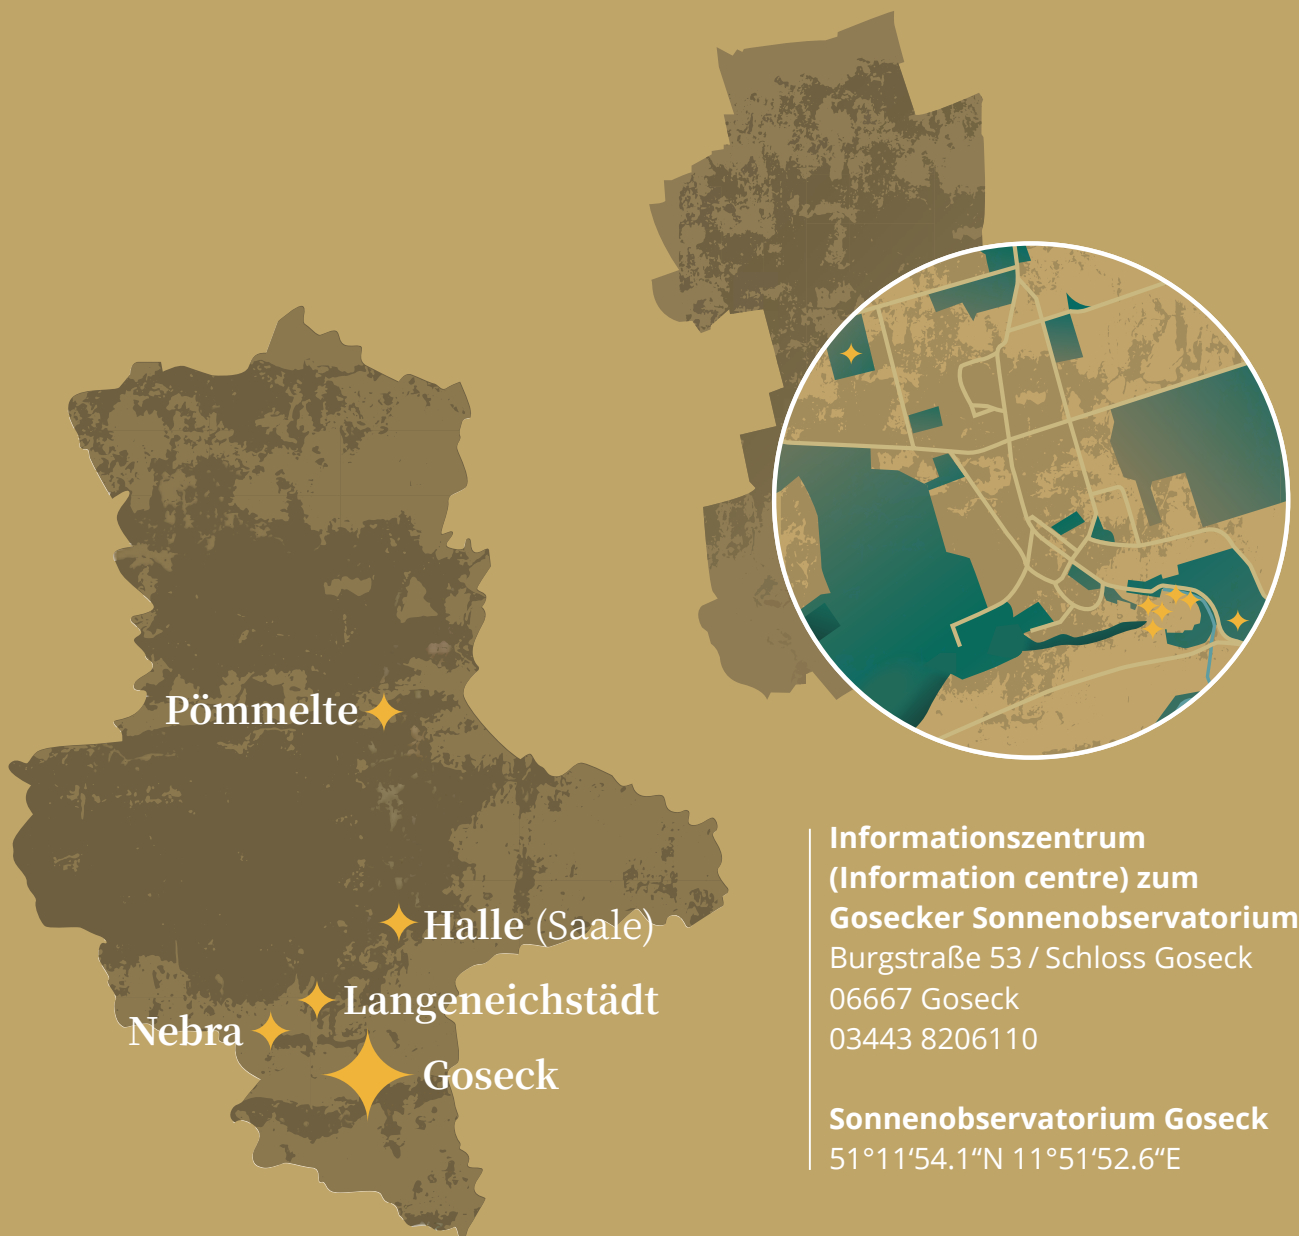 Pömmelte
Halle (Saale)
Langeneichstädt
Nebra
Goseck
Informationszentrum
(Information centre) zum
Gosecker Sonnenobservatorium
Burgstraße 53 / Schloss Goseck
06667 Goseck
03443 8206110
Sonnenobservatorium Goseck
51°11‘54.1“N 11°51‘52.6“E